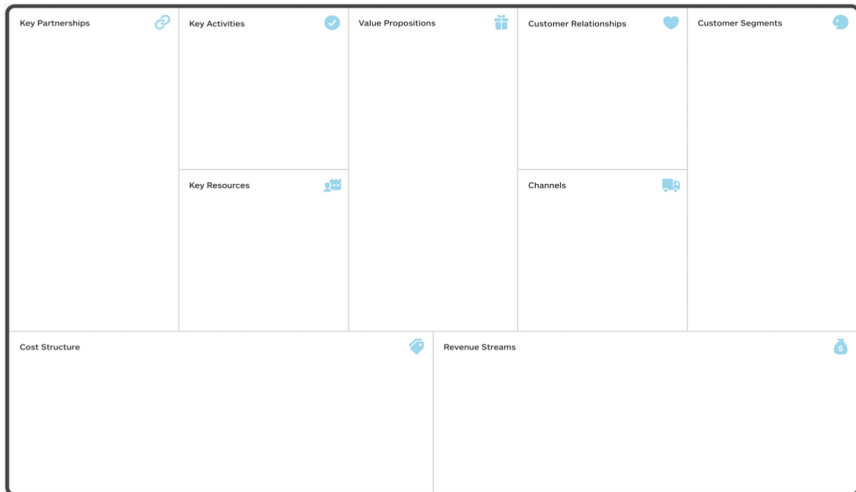 Key Partnerships
Key Activities
Value Propositions
Customer Relationships
Customer Segments
Key Resources
Channels
Cost Structure
Revenue Streams
$